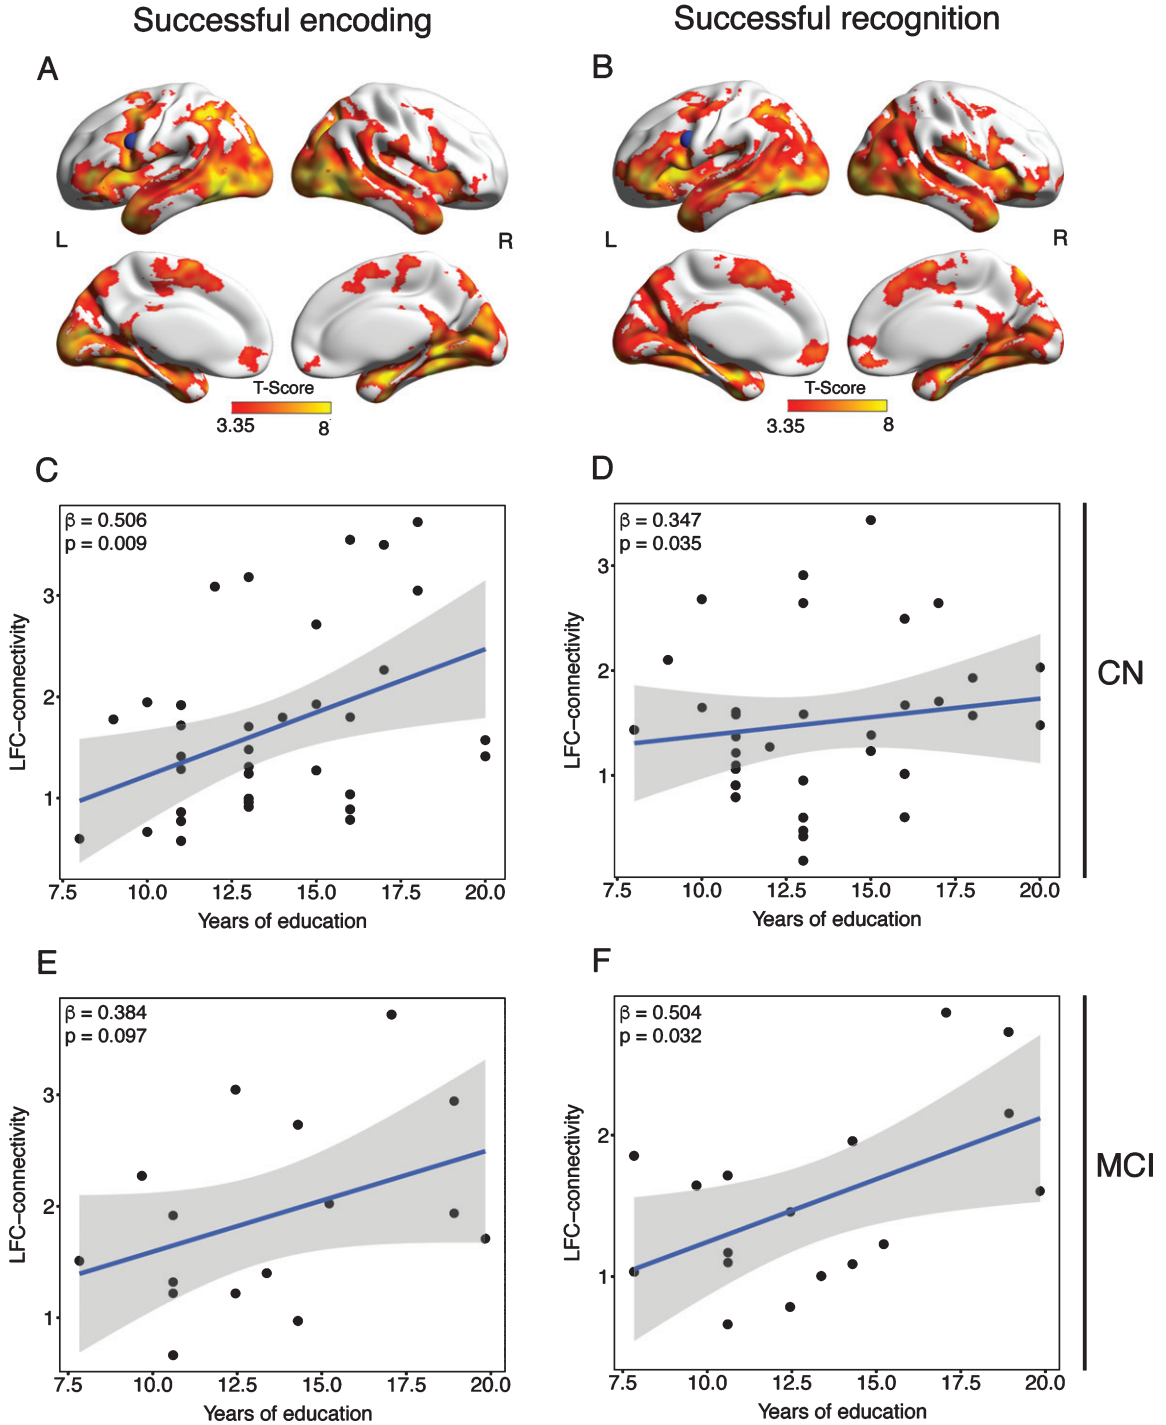 Successful encoding
Successful recognition
A
B
L
R
L
R
T-Score
3.35
8
T-Score
3.35
8
C
β = 0.506
p = 0.009
LFC−connectivity
3
2
1
7.5
10.0
12.5
15.0
17.5
20.0
Years of education
D
β = 0.347
p = 0.035
LFC−connectivity
3
2
1
7.5
10.0
12.5
15.0
17.5
20.0
Years of education
CN
E
β = 0.384
p = 0.097
LFC−connectivity
3
2
1
7.5
10.0
12.5
15.0
17.5
20.0
Years of education
F
β = 0.504
p = 0.032
LFC−connectivity
2
1
7.5
10.0
12.5
15.0
17.5
20.0
Years of education
MCI